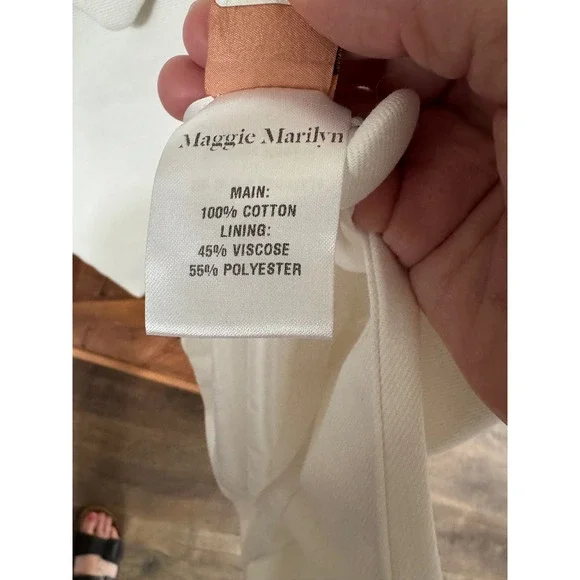 Maggie Marilyn
MAIN:
100% COTTON
LINING:
45% VISCOSE
55% POLYESTER